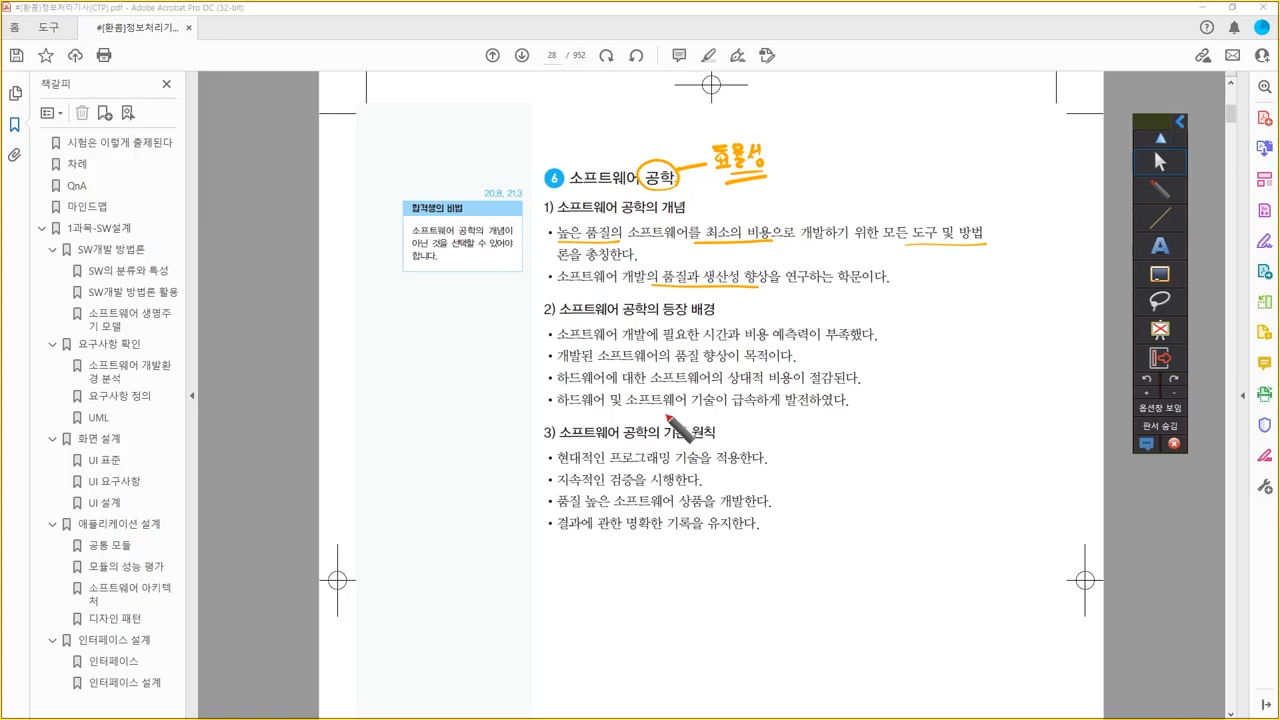 #[환콤]정보처리기사(CTP).pdf - Adobe Acrobat Pro DC (32-bit)
홈 도구 #[환콤]정보처리기... ×
28 / 952
책갈피
시험은 이렇게 출제된다
차례
QnA
마인드맵
1과목-SW설계
SW개발 방법론
SW의 분류와 특성
SW개발 방법론 활용
소프트웨어 생명주
기 모델
요구사항 확인
소프트웨어 개발환
경 분석
요구사항 정의
UML
화면 설계
UI 표준
UI 요구사항
UI 설계
애플리케이션 설계
공통 모듈
모듈의 성능 평가
소프트웨어 아키텍
처
디자인 패턴
인터페이스 설계
인터페이스
인터페이스 설계
효율성
6 소프트웨어 공학
20.8, 21.3
합격생의 비법
소프트웨어 공학의 개념이
아닌 것을 선택할 수 있어야
합니다.
1) 소프트웨어 공학의 개념
• 높은 품질의 소프트웨어를 최소의 비용으로 개발하기 위한 모든 도구 및 방법
론을 총칭한다.
• 소프트웨어 개발의 품질과 생산성 향상을 연구하는 학문이다.
2) 소프트웨어 공학의 등장 배경
• 소프트웨어 개발에 필요한 시간과 비용 예측력이 부족했다.
• 개발된 소프트웨어의 품질 향상이 목적이다.
• 하드웨어에 대한 소프트웨어의 상대적 비용이 절감된다.
• 하드웨어 및 소프트웨어 기술이 급속하게 발전하였다.
3) 소프트웨어 공학의 기본 원칙
• 현대적인 프로그래밍 기술을 적용한다.
• 지속적인 검증을 시행한다.
• 품질 높은 소프트웨어 상품을 개발한다.
• 결과에 관한 명확한 기록을 유지한다.
A
+ -
옵션창 보임
판서 숨김